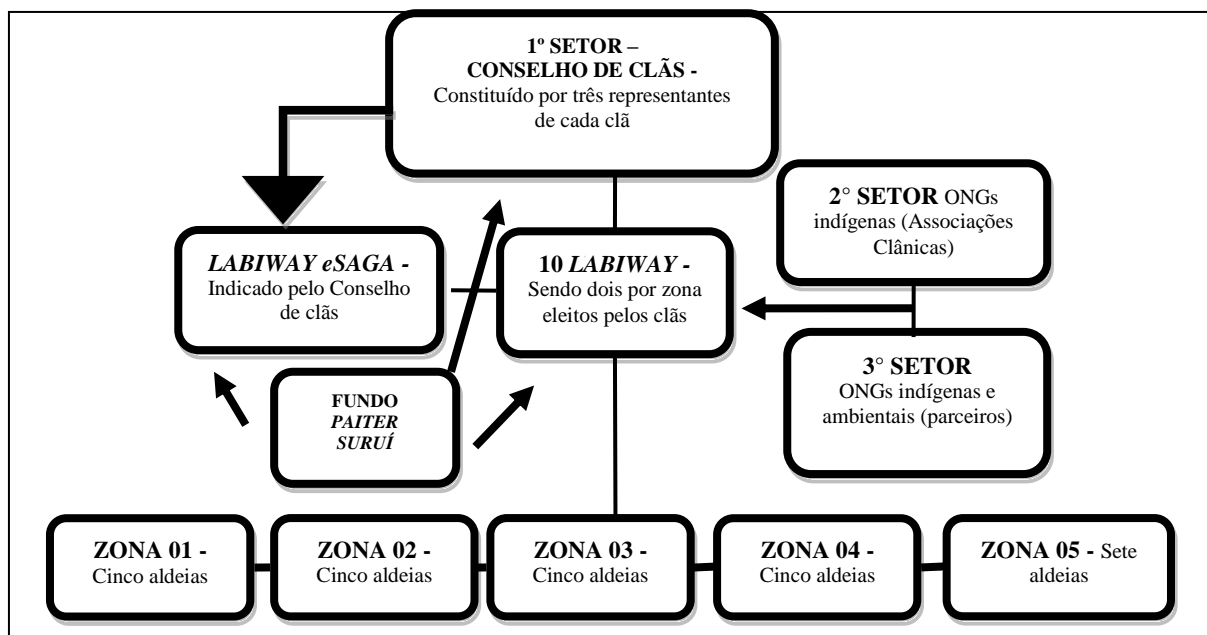 1º SETOR –
CONSELHO DE CLÃS -
Constituído por três representantes
de cada clã
2° SETOR ONGs
indígenas (Associações
Clânicas)
LABIWAY eSAGA -
Indicado pelo Conselho
de clãs
10 LABIWAY -
Sendo dois por zona
eleitos pelos clãs
3° SETOR
ONGs indígenas e
ambientais (parceiros)
FUNDO
PAITER
SURUÍ
ZONA 01 -
Cinco aldeias
ZONA 02 -
Cinco aldeias
ZONA 03 -
Cinco aldeias
ZONA 04 -
Cinco aldeias
ZONA 05 - Sete
aldeias